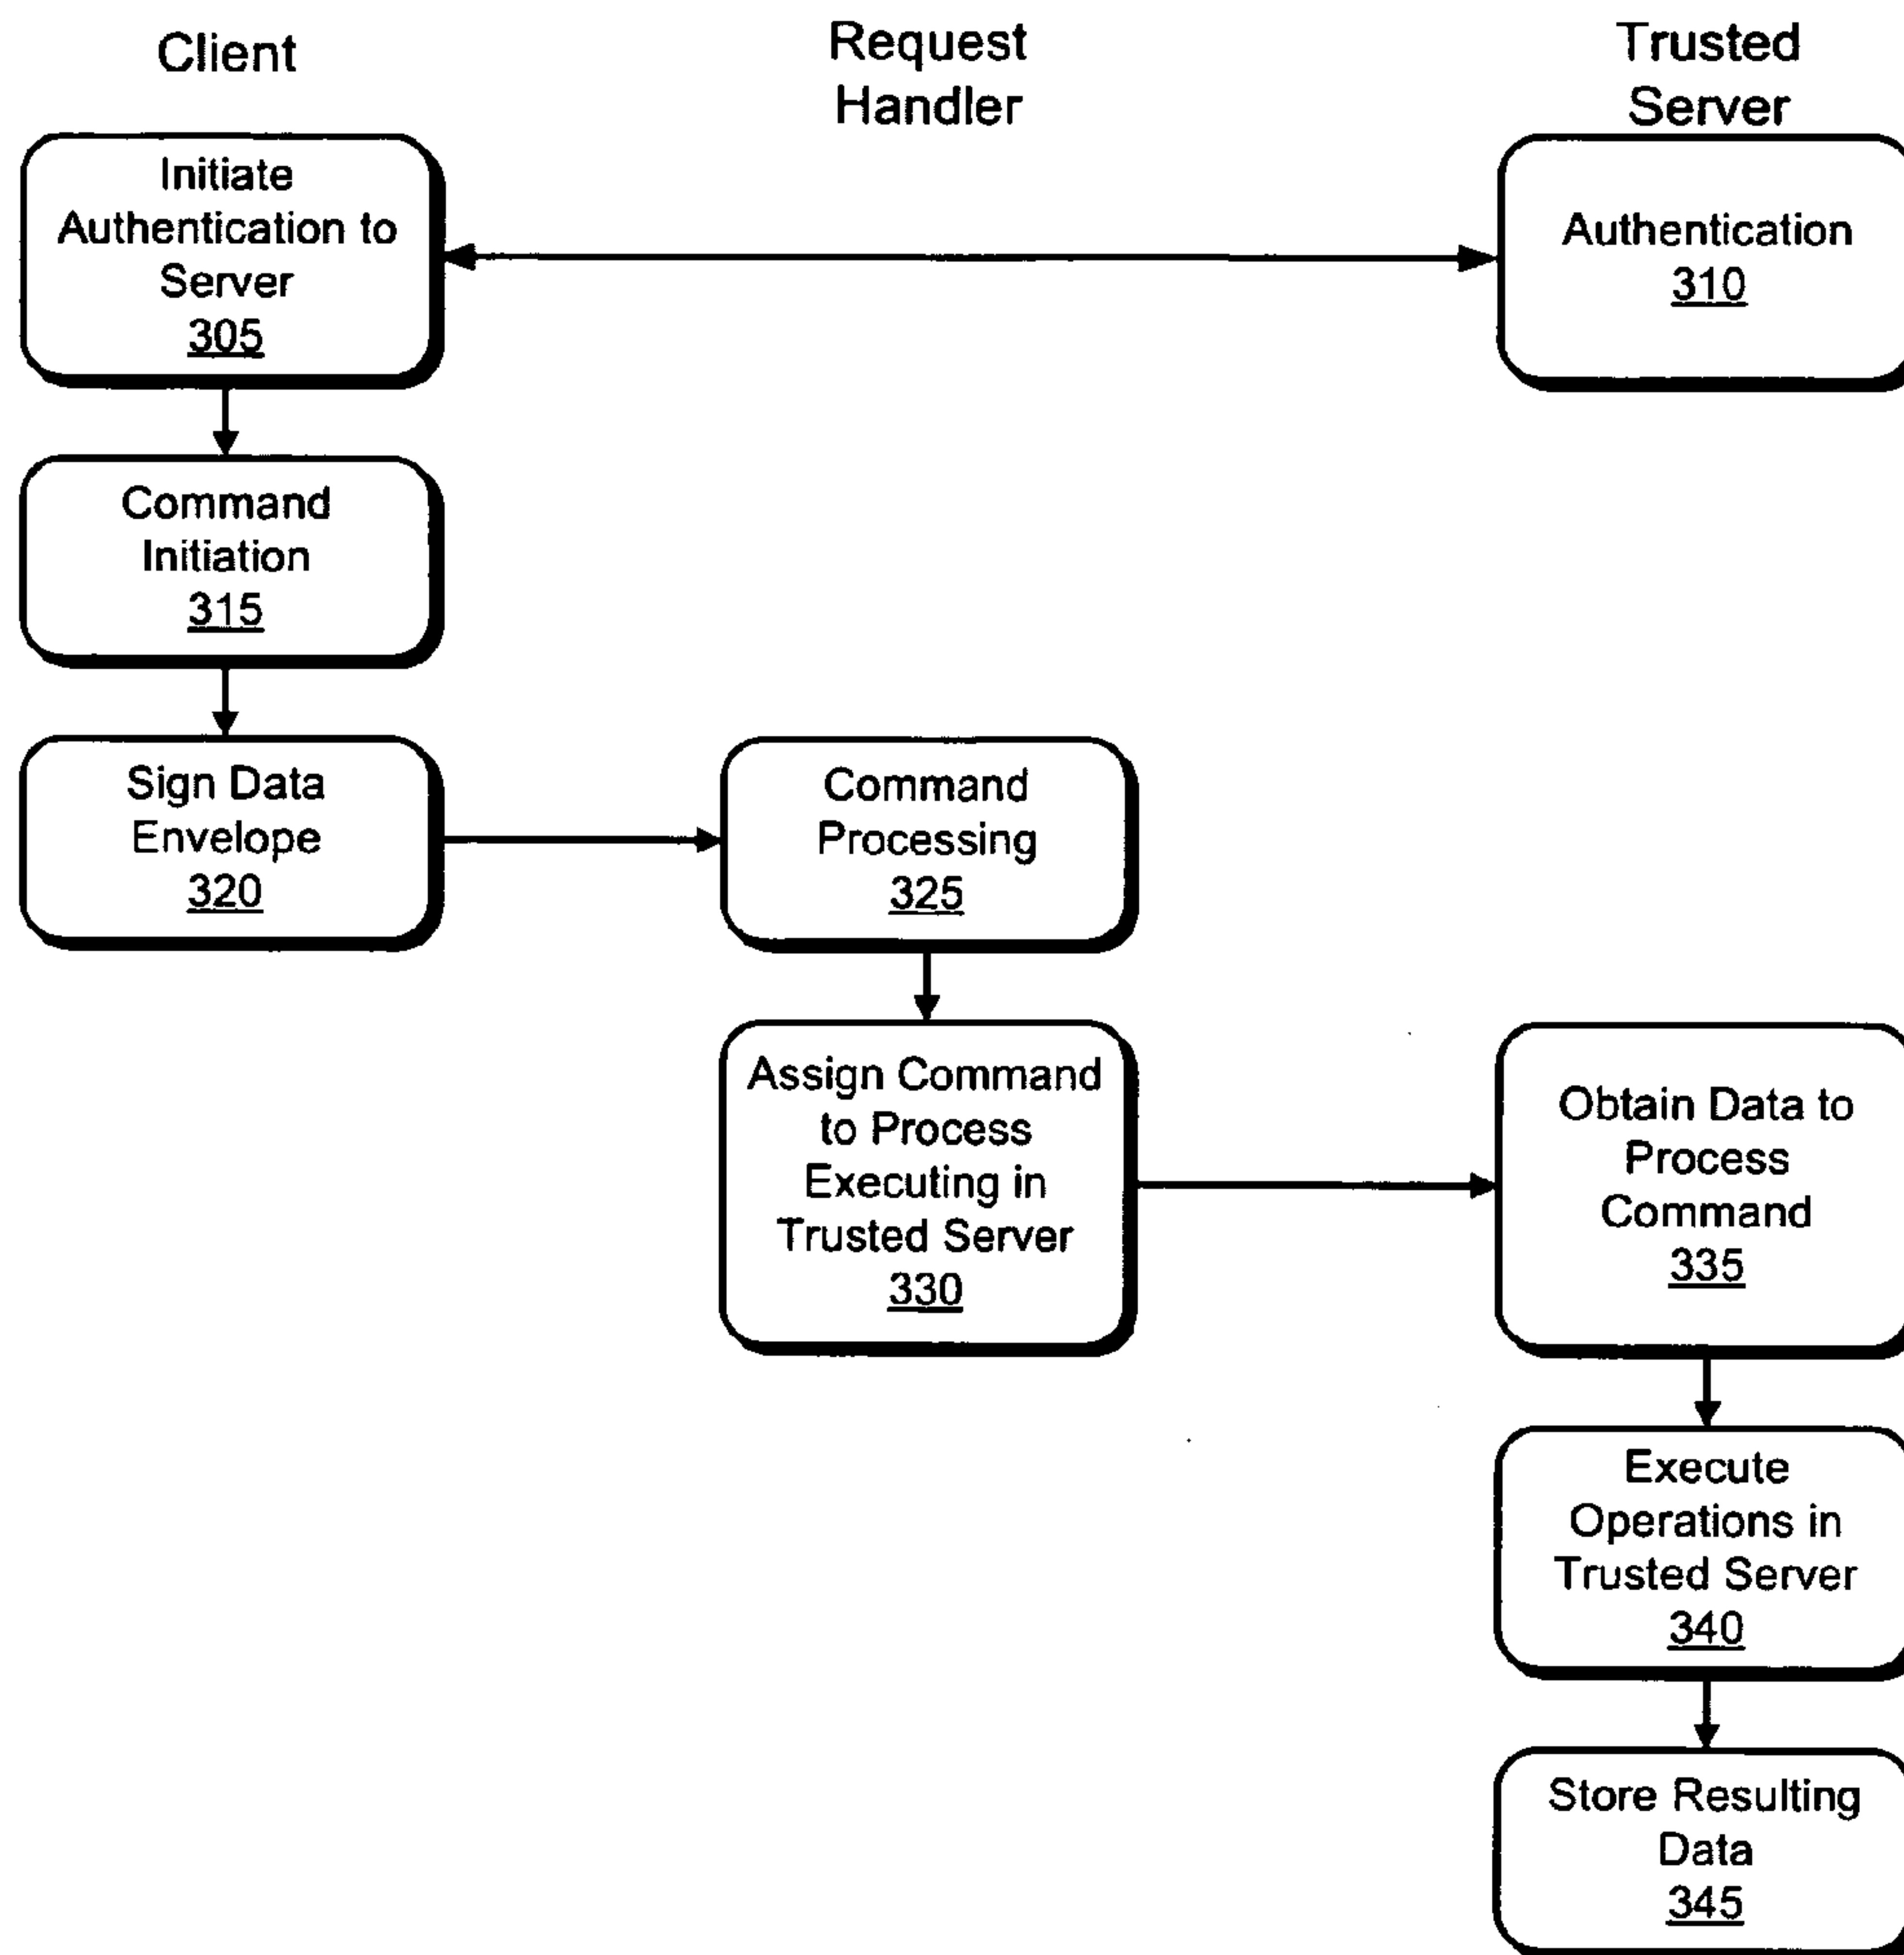 Client
Request
Handler
Trusted
Server
Initiate
Authentication to
Server
305
Authentication
310
Command
Initiation
315
Sign Data
Envelope
320
Command
Processing
325
Assign Command
to Process
Executing in
Trusted Server
330
Obtain Data to
Process
Command
335
Execute
Operations in
Trusted Server
340
Store Resulting
Data
345